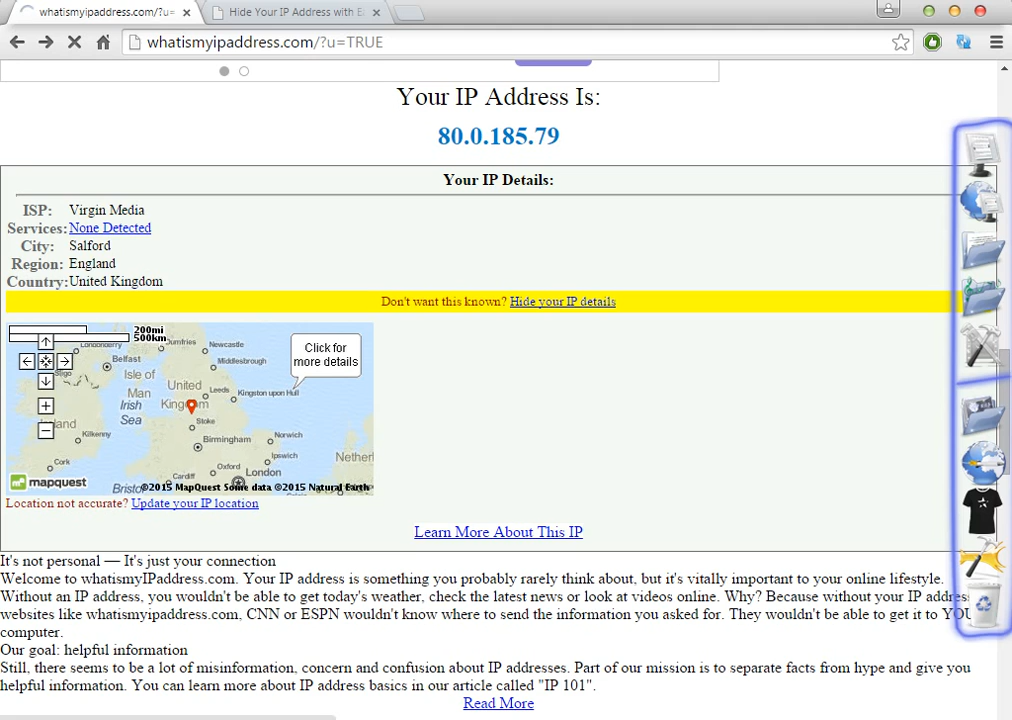 whatismyipaddress.com/?u=
Hide Your IP Address with E
whatismyipaddress.com/?u=TRUE
Your IP Address Is:
80.0.185.79
Your IP Details:
ISP: Virgin Media
Services: None Detected
City: Salford
Region: England
Country: United Kingdom
Don't want this known? Hide your IP details
200mi
500km
Londonderry
Dumfries
Newcastle
Click for
more details
Belfast
Middlesbrough
Sligo
Isle of
Man
United
Kingdom
Leeds
Kingston upon Hull
Irish
Sea
Stoke
Kilkenny
Birmingham
Norwich
Ipswich
Cork
Oxford
London
Cardiff
Bristol
mapquest
©2015 MapQuest Some data ©2015 Natural Earth
Location not accurate? Update your IP location
Learn More About This IP
It's not personal — It's just your connection
Welcome to whatismyIPaddress.com. Your IP address is something you probably rarely think about, but it's vitally important to your online lifestyle.
Without an IP address, you wouldn't be able to get today's weather, check the latest news or look at videos online. Why? Because without your IP address
websites like whatismyipaddress.com, CNN or ESPN wouldn't know where to send the information you asked for. They wouldn't be able to get it to YOU
computer.
Our goal: helpful information
Still, there seems to be a lot of misinformation, concern and confusion about IP addresses. Part of our mission is to separate facts from hype and give you
helpful information. You can learn more about IP address basics in our article called "IP 101".
Read More